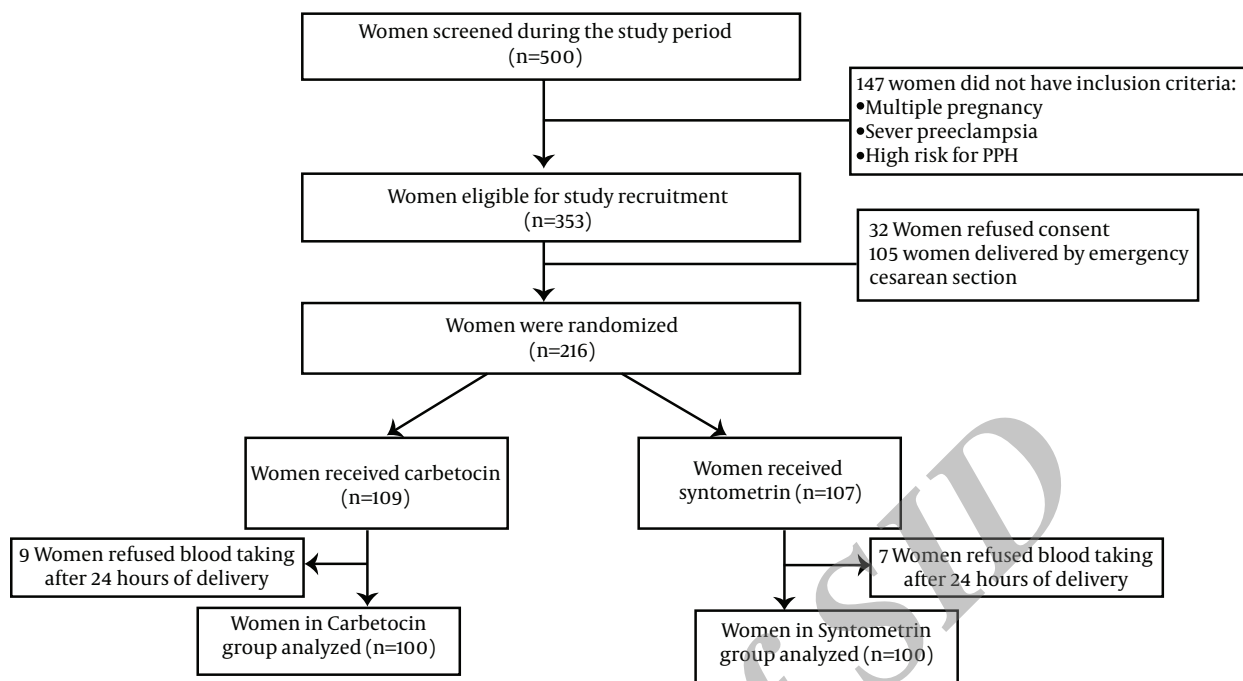 Women screened during the study period
(n=500)
147 women did not have inclusion criteria:
•Multiple pregnancy
•Sever preeclampsia
•High risk for PPH
Women eligible for study recruitment
(n=353)
32 Women refused consent
105 women delivered by emergency
cesarean section
Women were randomized
(n=216)
Women received carbetocin
(n=109)
Women received
syntometrin (n=107)
9 Women refused blood taking
after 24 hours of delivery
7 Women refused blood taking
after 24 hours of delivery
Women in Carbetocin
group analyzed (n=100)
Women in Syntometrin
group analyzed (n=100)
f SID